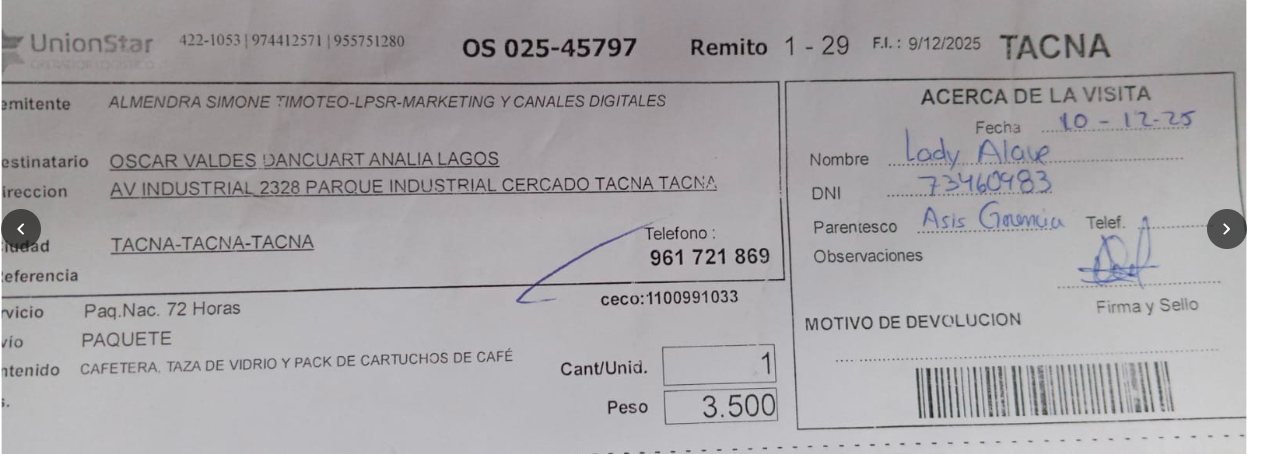 UnionStar 422-1053 | 974412571 | 955751280 OS 025-45797 Remito 1 - 29 F.I. : 9/12/2025 TACNA
emitente ALMENDRA SIMONE TIMOTEO-LPSR-MARKETING Y CANALES DIGITALES
estinatario OSCAR VALDES DANCUART ANALIA LAGOS
ireccion AV INDUSTRIAL 2328 PARQUE INDUSTRIAL CERCADO TACNA TACNA
iudad TACNA-TACNA-TACNA
Telefono :
961 721 869
eferencia
ceco:1100991033
rvicio Paq.Nac. 72 Horas
vío PAQUETE
ntenido CAFETERA, TAZA DE VIDRIO Y PACK DE CARTUCHOS DE CAFÉ
s.
Cant/Unid. 1
Peso 3.500
ACERCA DE LA VISITA
Fecha 10 - 12-25
Nombre Lady Alave
DNI 73460983
Parentesco Asis Gerencia Telef.
Observaciones
Firma y Sello
MOTIVO DE DEVOLUCION